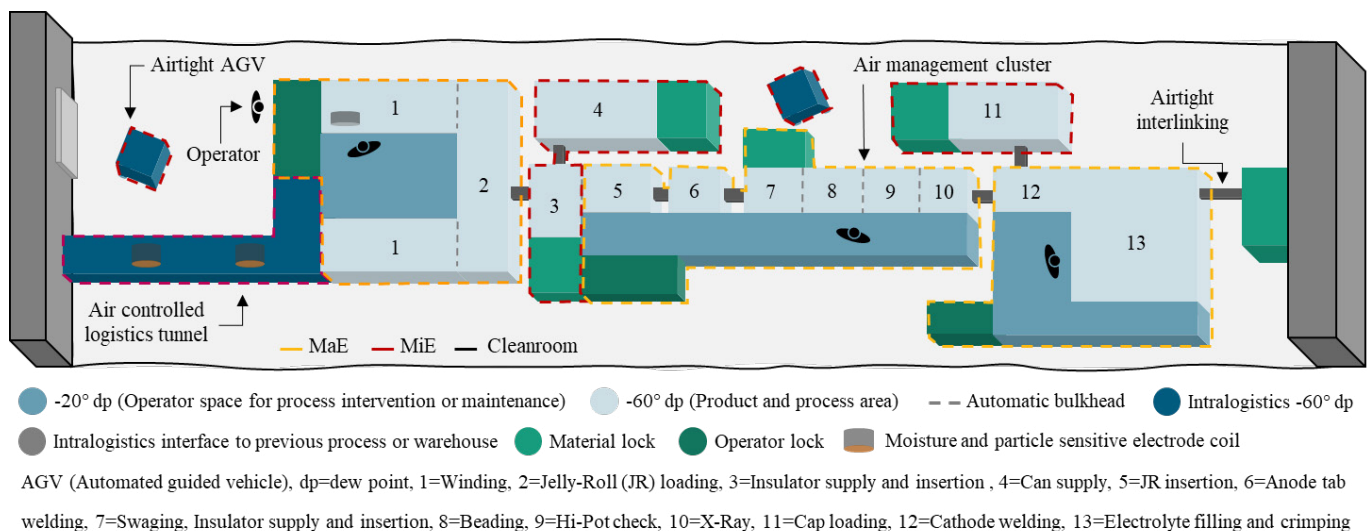 Airtight AGV
Operator
Air management cluster
Airtight
interlinking
1
4
11
2
3
5
6
7
8
9
10
12
13
1
Air controlled
logistics tunnel
MaE
MiE
Cleanroom
-20° dp (Operator space for process intervention or maintenance)
-60° dp (Product and process area)
Automatic bulkhead
Intralogistics -60° dp
Intralogistics interface to previous process or warehouse
Material lock
Operator lock
Moisture and particle sensitive electrode coil
AGV (Automated guided vehicle), dp=dew point, 1=Winding, 2=Jelly-Roll (JR) loading, 3=Insulator supply and insertion , 4=Can supply, 5=JR insertion, 6=Anode tab
welding, 7=Swaging, Insulator supply and insertion, 8=Beading, 9=Hi-Pot check, 10=X-Ray, 11=Cap loading, 12=Cathode welding, 13=Electrolyte filling and crimping